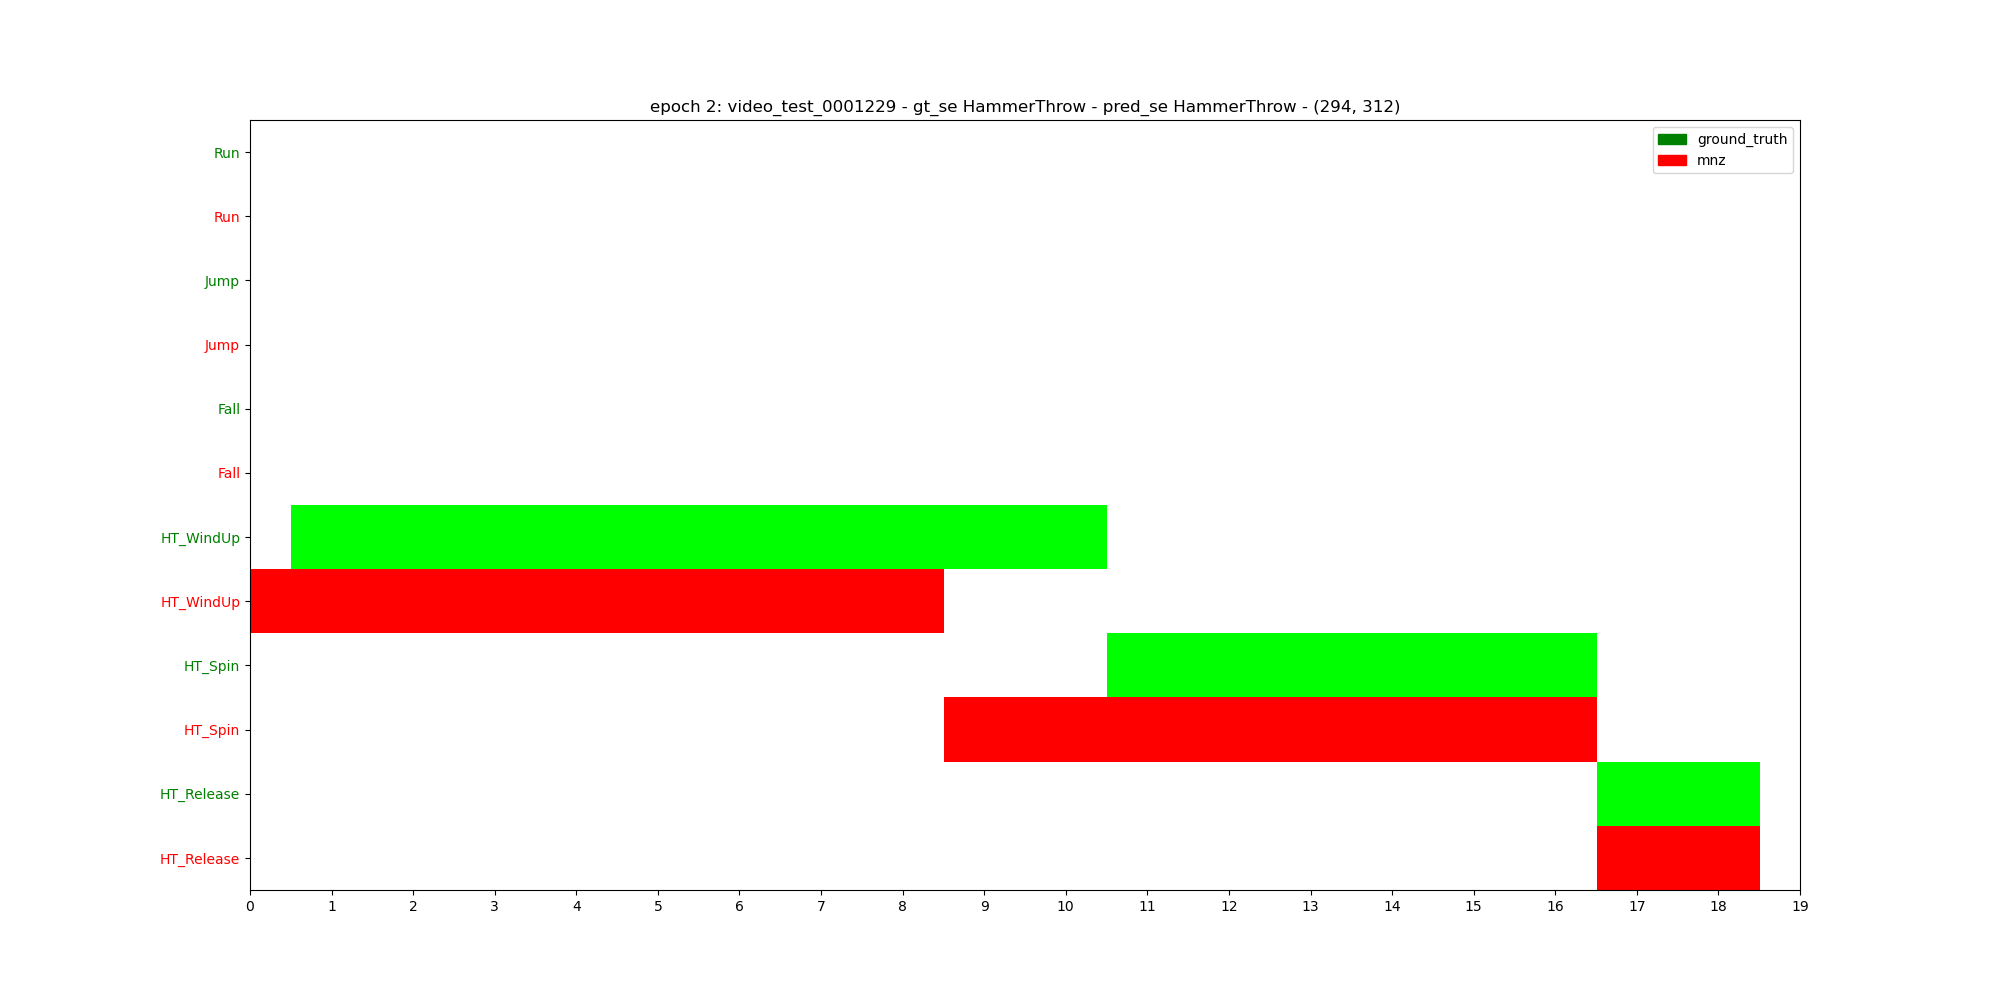 epoch 2: video_test_0001229 - gt_se HammerThrow - pred_se HammerThrow - (294, 312)
ground_truth
mnz
Run
Run
Jump
Jump
Fall
Fall
HT_WindUp
HT_WindUp
HT_Spin
HT_Spin
HT_Release
HT_Release
0 1 2 3 4 5 6 7 8 9 10 11 12 13 14 15 16 17 18 19